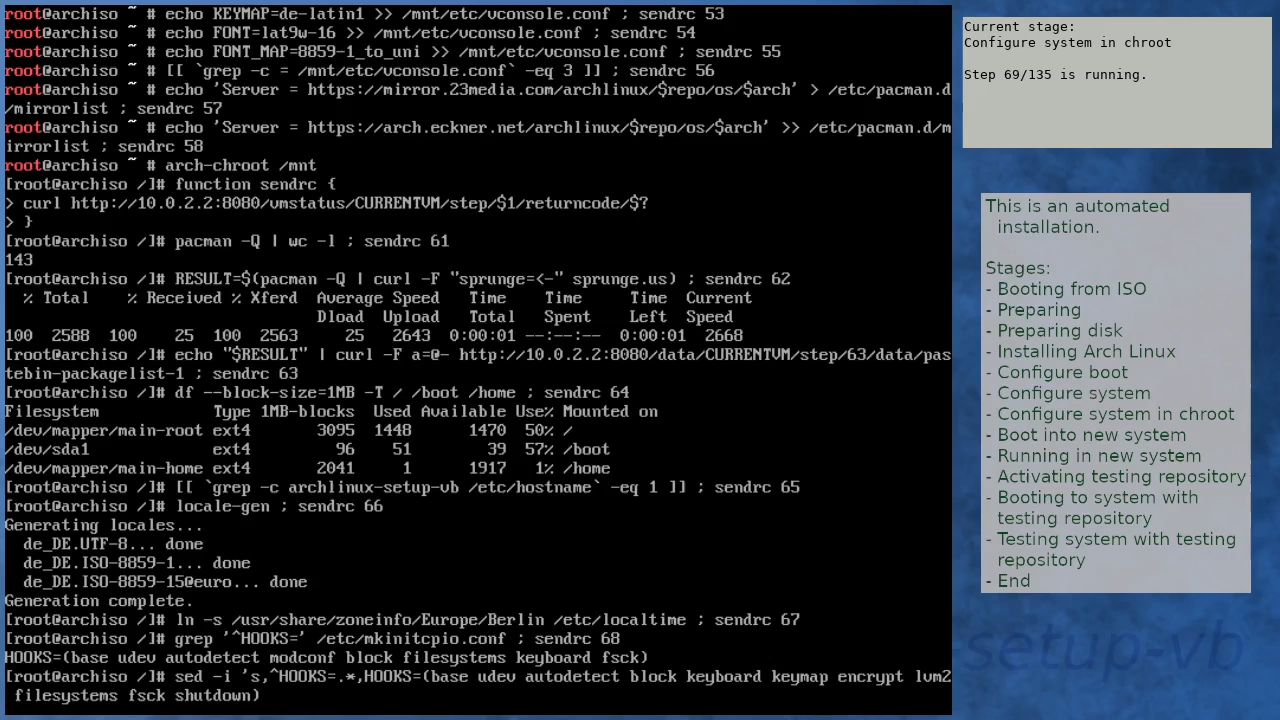 root@archiso ~ # echo KEYMAP=de-latin1 >> /mnt/etc/vconsole.conf ; sendrc 53
root@archiso ~ # echo FONT=lat9w-16 >> /mnt/etc/vconsole.conf ; sendrc 54
root@archiso ~ # echo FONT_MAP=8859-1_to_uni >> /mnt/etc/vconsole.conf ; sendrc 55
root@archiso ~ # [[ `grep -c = /mnt/etc/vconsole.conf` -eq 3 ]] ; sendrc 56
root@archiso ~ # echo 'Server = https://mirror.23media.com/archlinux/$repo/os/$arch' > /etc/pacman.d
/mirrorlist ; sendrc 57
root@archiso ~ # echo 'Server = https://arch.eckner.net/archlinux/$repo/os/$arch' >> /etc/pacman.d/m
irrorlist ; sendrc 58
root@archiso ~ # arch-chroot /mnt
[root@archiso /]# function sendrc {
> curl http://10.0.2.2:8080/vmstatus/CURRENTVM/step/$1/returncode/$?
> }
[root@archiso /]# pacman -Q | wc -l ; sendrc 61
143
[root@archiso /]# RESULT=$(pacman -Q | curl -F "sprunge=<-" sprunge.us) ; sendrc 62
% Total % Received % Xferd Average Speed Time Time Time Current
Dload Upload Total Spent Left Speed
100 2588 100 25 100 2563 25 2643 0:00:01 --:--:-- 0:00:01 2668
[root@archiso /]# echo "$RESULT" | curl -F a=@- http://10.0.2.2:8080/data/CURRENTVM/step/63/data/pas
tebin-packagelist-1 ; sendrc 63
[root@archiso /]# df --block-size=1MB -T / /boot /home ; sendrc 64
Filesystem Type 1MB-blocks Used Available Use% Mounted on
/dev/mapper/main-root ext4 3095 1448 1470 50% /
/dev/sda1 ext4 96 51 39 57% /boot
/dev/mapper/main-home ext4 2041 1 1917 1% /home
[root@archiso /]# [[ `grep -c archlinux-setup-vb /etc/hostname` -eq 1 ]] ; sendrc 65
[root@archiso /]# locale-gen ; sendrc 66
Generating locales...
de_DE.UTF-8... done
de_DE.ISO-8859-1... done
de_DE.ISO-8859-15@euro... done
Generation complete.
[root@archiso /]# ln -s /usr/share/zoneinfo/Europe/Berlin /etc/localtime ; sendrc 67
[root@archiso /]# grep '^HOOKS=' /etc/mkinitcpio.conf ; sendrc 68
HOOKS=(base udev autodetect modconf block filesystems keyboard fsck)
[root@archiso /]# sed -i 's,^HOOKS=.*,HOOKS=(base udev autodetect block keyboard keymap encrypt lvm2
filesystems fsck shutdown)
Current stage:
Configure system in chroot
Step 69/135 is running.
This is an automated
installation.
Stages:
- Booting from ISO
- Preparing
- Preparing disk
- Installing Arch Linux
- Configure boot
- Configure system
- Configure system in chroot
- Boot into new system
- Running in new system
- Activating testing repository
- Booting to system with
testing repository
- Testing system with testing
repository
- End
-setup-vb